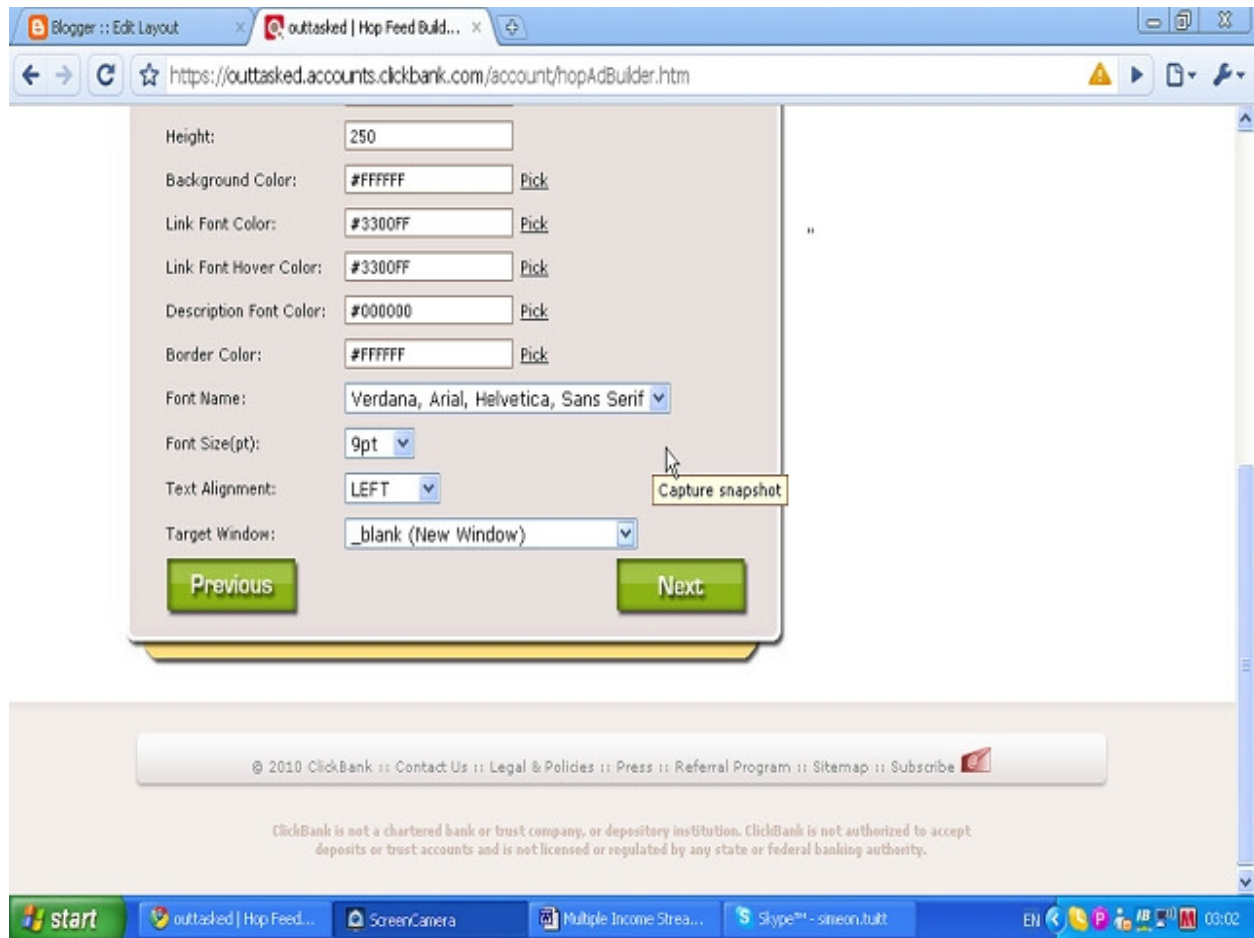 Blogger :: Edit Layout
outtasked | Hop Feed Build...
https://outtasked.accounts.clickbank.com/account/hopAdBuilder.htm
Height: 250
Background Color: #FFFFFF Pick
Link Font Color: #3300FF Pick
"
Link Font Hover Color: #3300FF Pick
Description Font Color: #000000 Pick
Border Color: #FFFFFF Pick
Font Name: Verdana, Arial, Helvetica, Sans Serif
Font Size(pt): 9pt
Text Alignment: LEFT
Capture snapshot
Target Window: _blank (New Window)
Previous Next
© 2010 ClickBank :: Contact Us :: Legal & Policies :: Press :: Referral Program :: Sitemap :: Subscribe
ClickBank is not a chartered bank or trust company, or depository institution. ClickBank is not authorized to accept
deposits or trust accounts and is not licensed or regulated by any state or federal banking authority.
start outtasked | Hop Feed... ScreenCamera Multiple Income Strea... Skype™ - simeon.tuitt EN 03:02